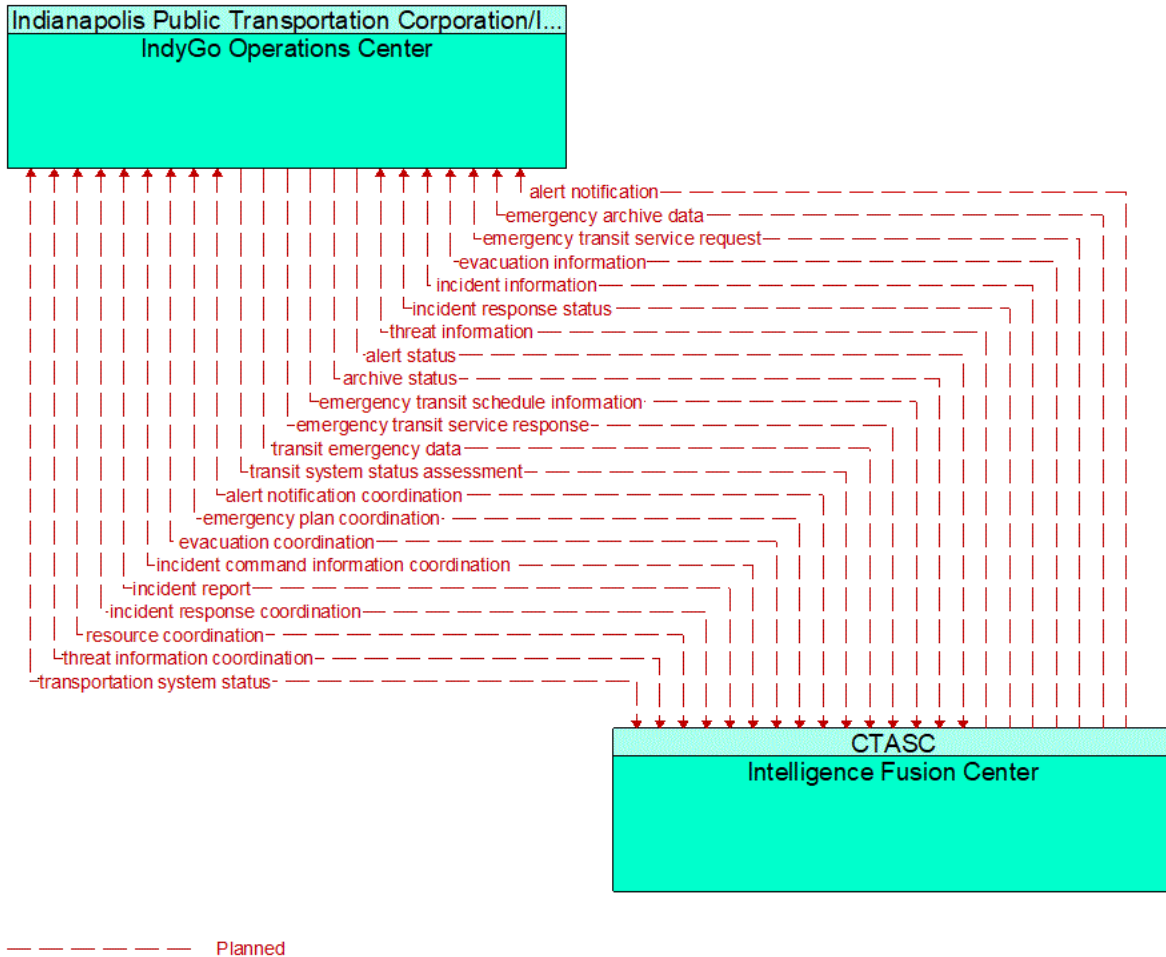 Indianapolis Public Transportation Corporation/I...
IndyGo Operations Center
alert notification
emergency archive data
emergency transit service request
evacuation information
incident information
incident response status
threat information
alert status
archive status
emergency transit schedule information
emergency transit service response
transit emergency data
transit system status assessment
alert notification coordination
emergency plan coordination
evacuation coordination
incident command information coordination
incident report
incident response coordination
resource coordination
threat information coordination
transportation system status
CTASC
Intelligence Fusion Center
Planned